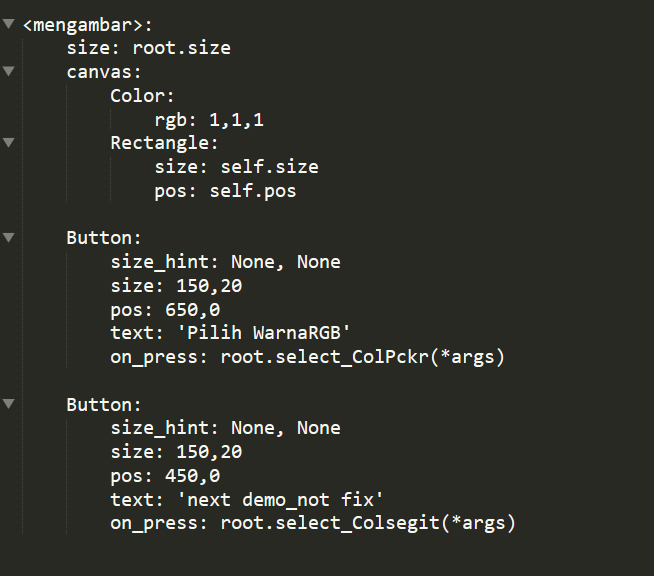 <mengambar>:
    size: root.size
    canvas:
        Color:
            rgb: 1,1,1
        Rectangle:
            size: self.size
            pos: self.pos

    Button:
        size_hint: None, None
        size: 150,20
        pos: 650,0
        text: 'Pilih WarnaRGB'
        on_press: root.select_ColPckr(*args)

    Button:
        size_hint: None, None
        size: 150,20
        pos: 450,0
        text: 'next demo_not fix'
        on_press: root.select_Colsegit(*args)